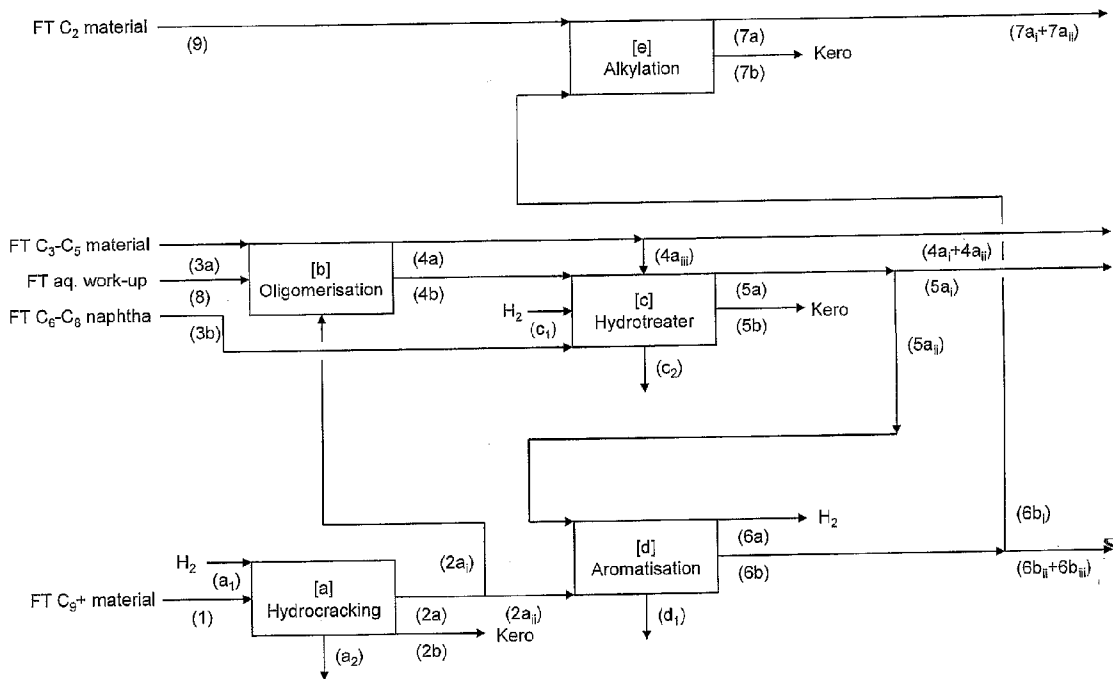 FT C₂ material
(9)
[e]
Alkylation
(7a)
(7b)
Kero
(7aᵢ+7aᵢᵢ)
FT C₃-C₅ material
(3a)
FT aq. work-up
(8)
FT C₆-C₈ naphtha
(3b)
[b]
Oligomerisation
(4a)
(4b)
(4aᵢᵢᵢ)
(4aᵢ+4aᵢᵢ)
H₂
(c₁)
[c]
Hydrotreater
(c₂)
(5a)
(5b)
Kero
(5aᵢ)
(5aᵢᵢ)
[d]
Aromatisation
(d₁)
(6a)
H₂
(6b)
(6bᵢ)
(6bᵢᵢ+6bᵢᵢᵢ)
H₂
(a₁)
FT C₉+ material
(1)
[a]
Hydrocracking
(a₂)
(2a)
(2b)
Kero
(2aᵢ)
(2aᵢᵢ)